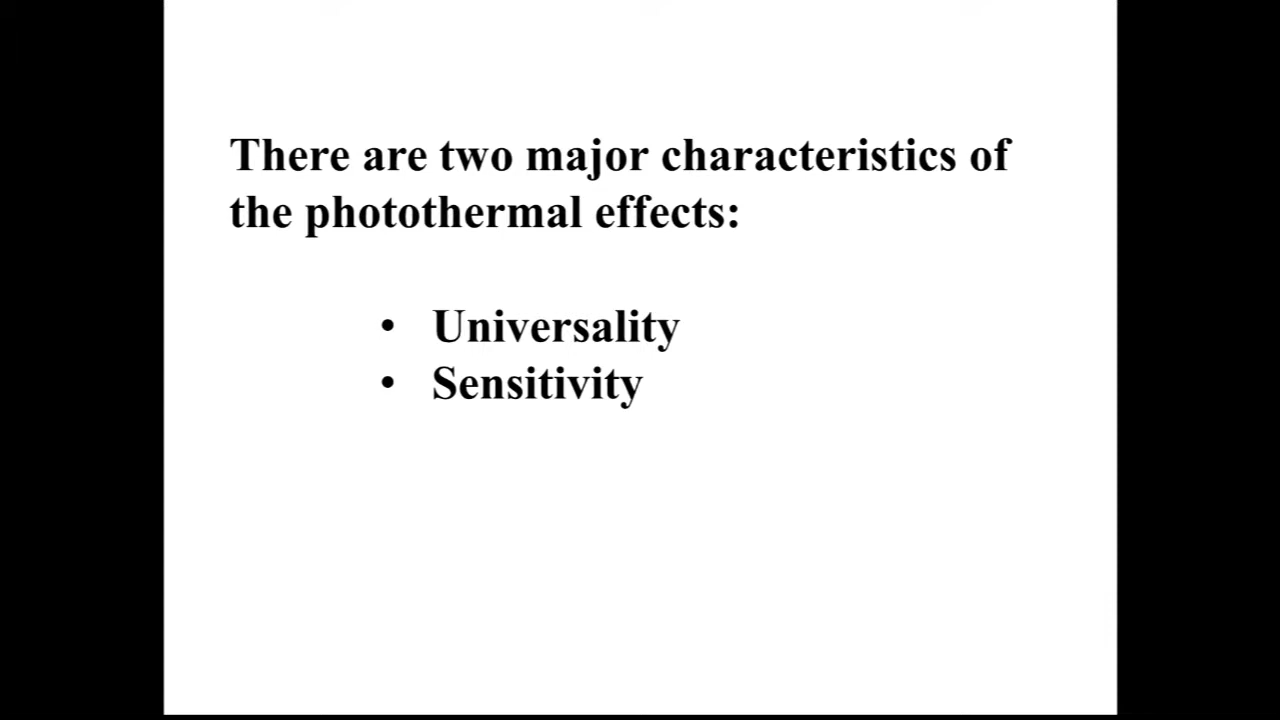 There are two major characteristics of
the photothermal effects:
• Universality
• Sensitivity